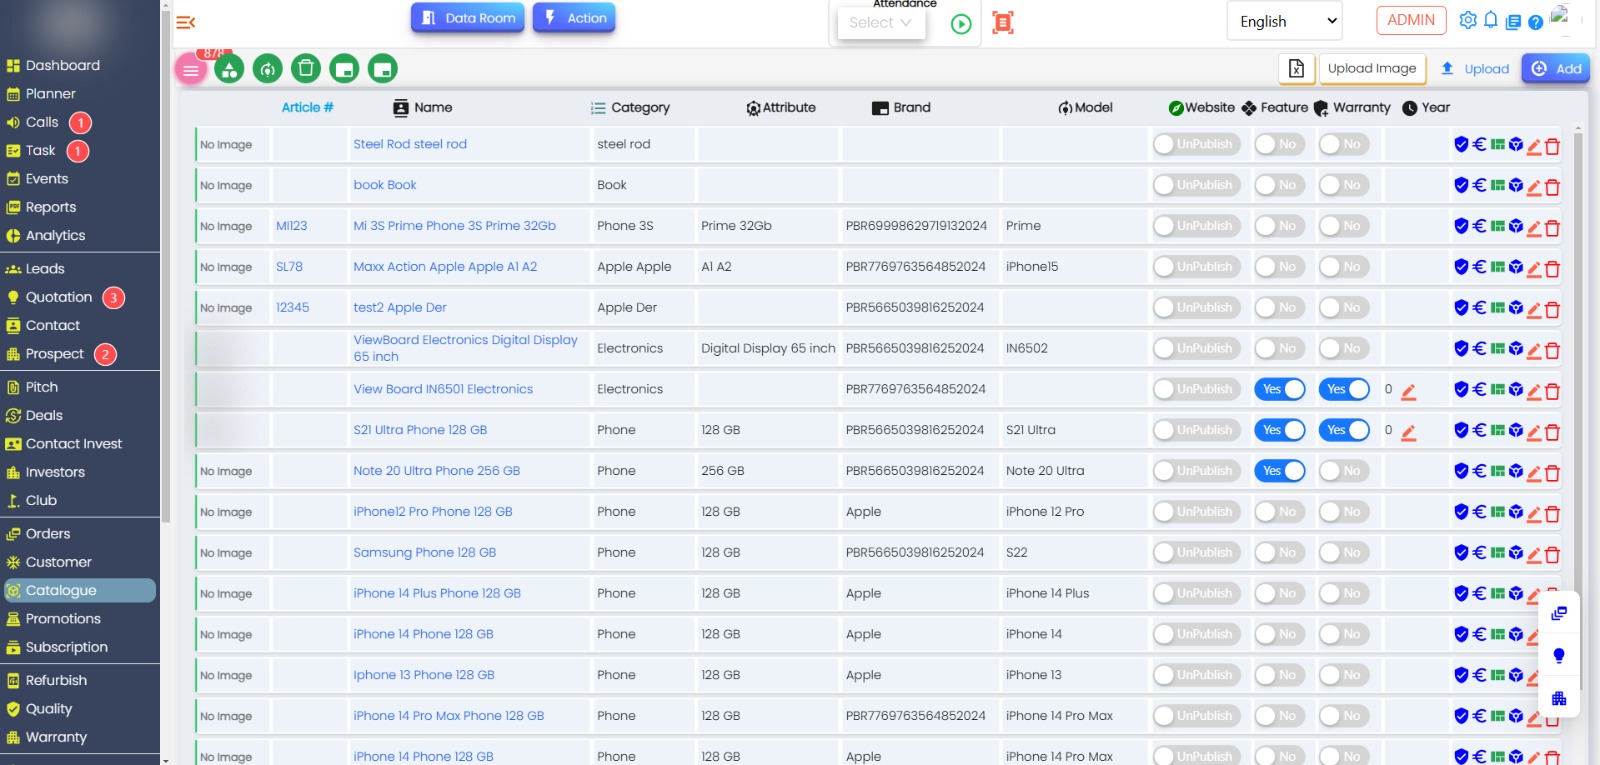 Attendance
Data Room
Action
Select
English
ADMIN
878
Upload Image
Upload
Add
Dashboard
Planner
Calls 1
Task 1
Events
Reports
Analytics
Leads
Quotation 3
Contact
Prospect 2
Pitch
Deals
Contact Invest
Investors
Club
Orders
Customer
Catalogue
Promotions
Subscription
Refurbish
Quality
Warranty
Article # Name Category Attribute Brand Model Website Feature Warranty Year
No Image Steel Rod steel rod steel rod UnPublish No No
No Image book Book Book UnPublish No No
No Image MI123 Mi 3S Prime Phone 3S Prime 32Gb Phone 3S Prime 32Gb PBR69998629719132024 Prime UnPublish No No
No Image SL78 Maxx Action Apple Apple A1 A2 Apple Apple A1 A2 PBR7769763564852024 iPhone15 UnPublish No No
No Image 12345 test2 Apple Der Apple Der PBR5665039816252024 UnPublish No No
ViewBoard Electronics Digital Display
65 inch Electronics Digital Display 65 inch PBR5665039816252024 IN6502 UnPublish No No
View Board IN6501 Electronics Electronics PBR7769763564852024 UnPublish Yes Yes 0
S21 Ultra Phone 128 GB Phone 128 GB PBR5665039816252024 S21 Ultra UnPublish Yes Yes 0
No Image Note 20 Ultra Phone 256 GB Phone 256 GB PBR5665039816252024 Note 20 Ultra UnPublish Yes No
No Image iPhone12 Pro Phone 128 GB Phone 128 GB Apple iPhone 12 Pro UnPublish No No
No Image Samsung Phone 128 GB Phone 128 GB PBR5665039816252024 S22 UnPublish No No
No Image iPhone 14 Plus Phone 128 GB Phone 128 GB Apple iPhone 14 Plus UnPublish No No
No Image iPhone 14 Phone 128 GB Phone 128 GB Apple iPhone 14 UnPublish No No
No Image Iphone 13 Phone 128 GB Phone 128 GB Apple iPhone 13 UnPublish No No
No Image iPhone 14 Pro Max Phone 128 GB Phone 128 GB PBR7769763564852024 iPhone 14 Pro Max UnPublish No No
No Image iPhone 14 Phone 128 GB Phone 128 GB Apple iPhone 14 Pro Max UnPublish No No